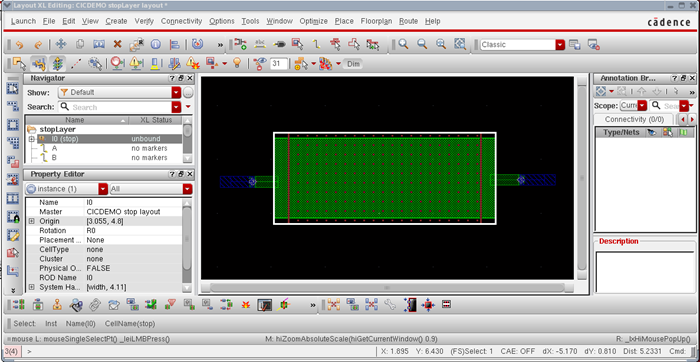 Layout XL Editing: CICDEMO stopLayer layout *
Launch File Edit View Create Verify Connectivity Options Tools Window Optimize Place Floorplan Route Help
cādence
Classic
31
Dim
Navigator
Show: Default
Search: Search
Name XL Status
stopLayer
I0 (stop) unbound
A no markers
B no markers
Property Editor
instance (1) All
Name I0
Master CICDEMO stop layout
Origin [3.055, 4.8]
Rotation R0
Placement ... None
CellType none
Cluster none
Physical O... FALSE
ROD Name I0
System Ha... [width, 4.11]
Annotation Br...
Scope: Curr
Connectivity (0/0)
Type/Nets
Description
Select: Inst Name(I0) CellName(stop)
mouse L: mouseSingleSelectPt() _leiLMBPress() M: hiZoomAbsoluteScale(hiGetCurrentWindow() 0.9) R: _lxHiMousePopUp()
3(4) > X: 1.895 Y: 6.430 (FS)Select: 1 CAE: OFF dX: -5.170 dY: 0.810 Dist: 5.2331 Cmd: